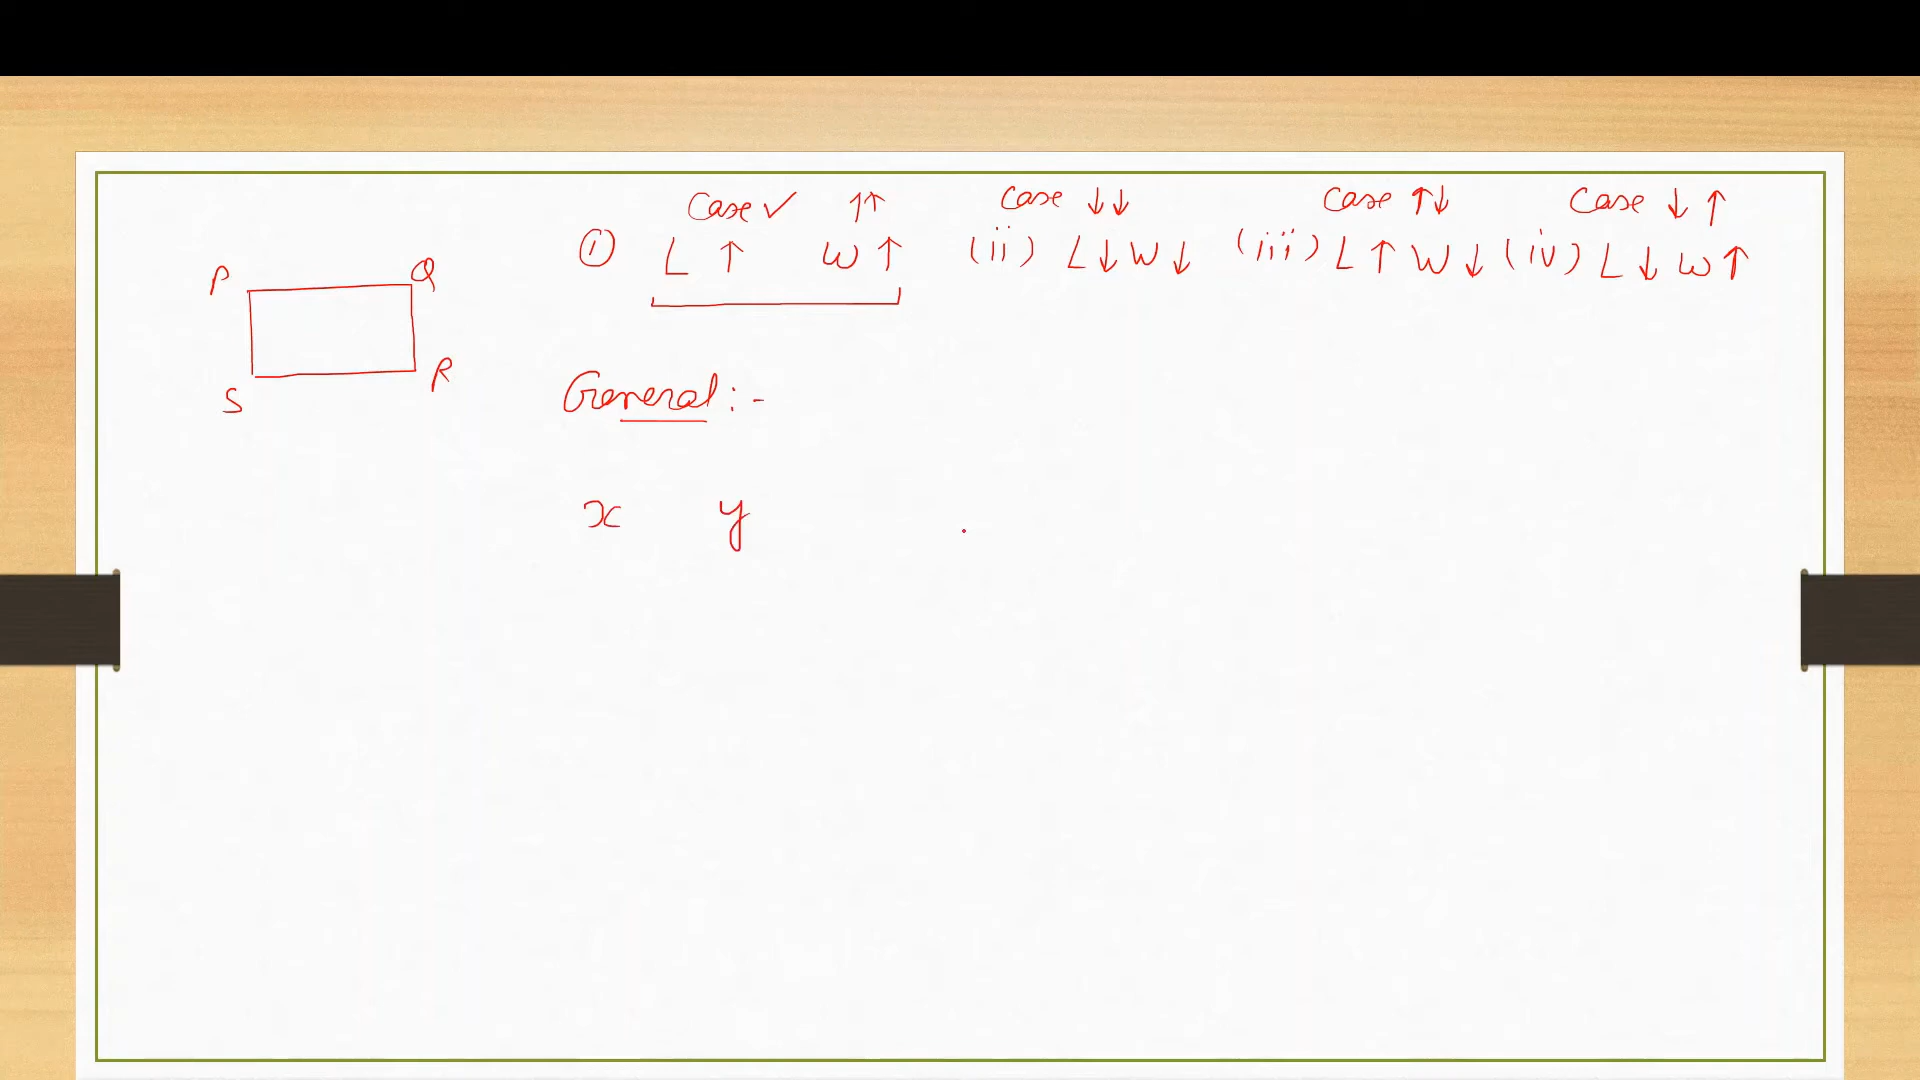 Case ✓ ↑↑ Case ↓↓ Case ↑↓ Case ↓↑
① L ↑ W ↑ (ii) L↓ W↓ (iii) L↑ W↓ (iv) L↓ W↑
P Q
S R
General :-
x y